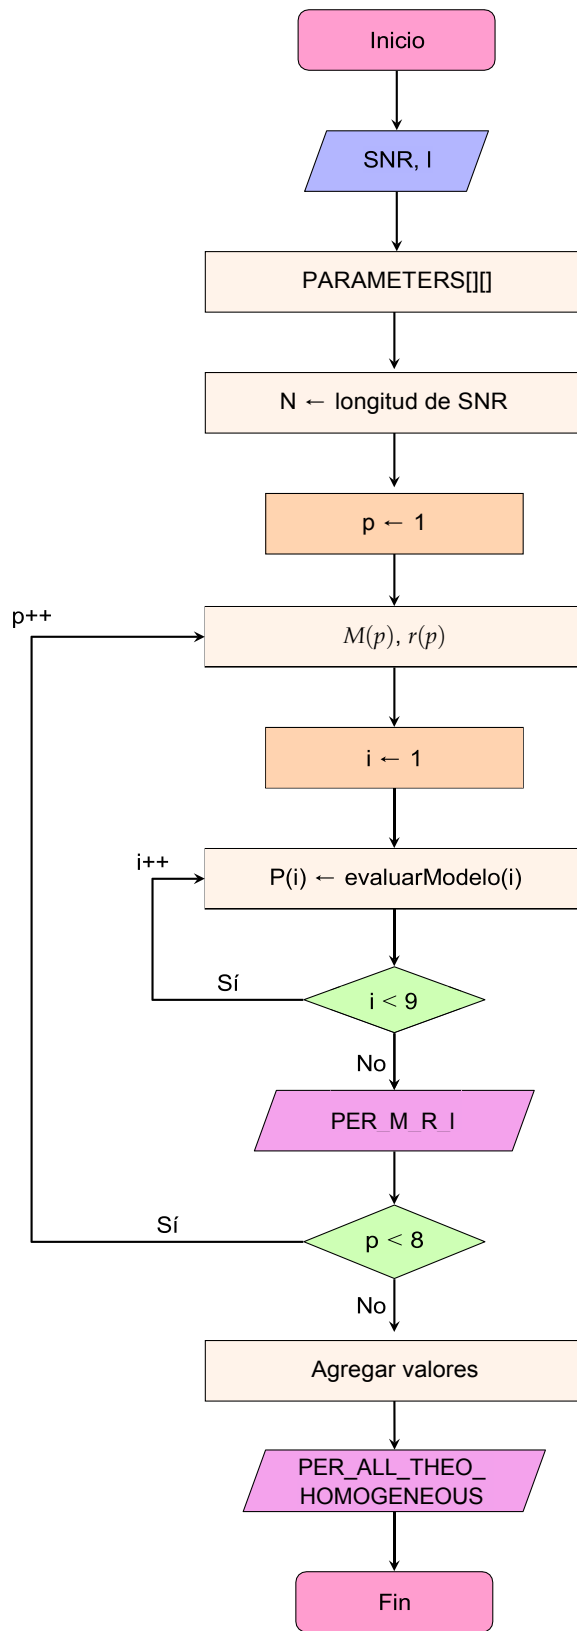 Inicio
SNR, l
PARAMETERS[][]
N ← longitud de SNR
p ← 1
p++
M(p), r(p)
i ← 1
i++
P(i) ← evaluarModelo(i)
Sí
i < 9
No
PER_M_R_l
Sí
p < 8
No
Agregar valores
PER_ALL_THEO_
HOMOGENEOUS
Fin